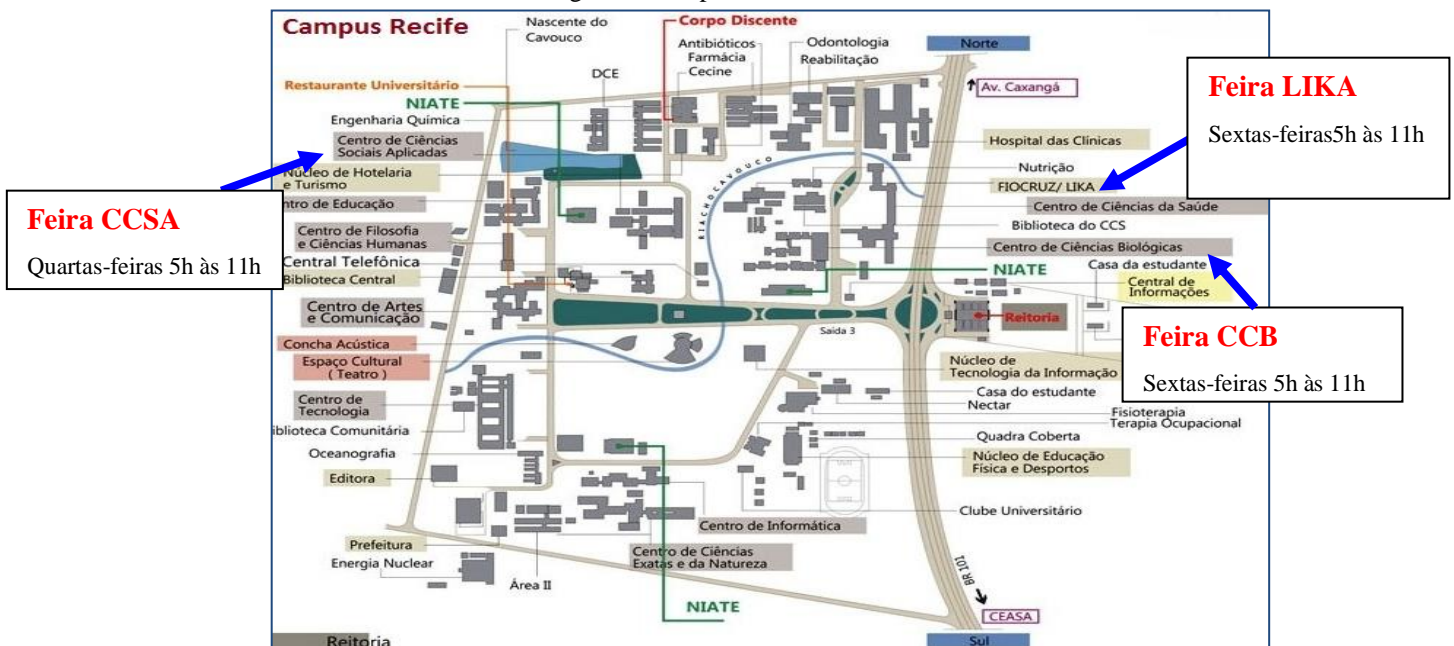 Campus Recife
Nascente do
Cavouco
Corpo Discente
Antibióticos
Farmácia
Cecine
Odontologia
Reabilitação
Norte
Av. Caxangá
DCE
Restaurante Universitário
NIATE
Engenharia Química
Centro de Ciências
Sociais Aplicadas
Núcleo de Hotelaria
e Turismo
ntro de Educação
Centro de Filosofia
e Ciências Humanas
Central Telefônica
Biblioteca Central
Centro de Artes
e Comunicação
Concha Acústica
Espaço Cultural
( Teatro )
Centro de
Tecnologia
iblioteca Comunitária
Oceanografia
Editora
Prefeitura
Energia Nuclear
Área II
Reitoria
Feira CCSA
Quartas-feiras 5h às 11h
RIACHO CAVOUCO
Hospital das Clínicas
Nutrição
FIOCRUZ/ LIKA
Centro de Ciências da Saúde
Biblioteca do CCS
Centro de Ciências Biológicas
NIATE
Casa da estudante
Central de
Informações
Reitoria
Saída 3
Núcleo de
Tecnologia da Informação
Casa do estudante
Nectar
Fisioterapia
Terapia Ocupacional
Quadra Coberta
Núcleo de Educação
Física e Desportos
Clube Universitário
Centro de Informática
Centro de Ciências
Exatas e da Natureza
NIATE
BR 101
CEASA
Sul
Feira LIKA
Sextas-feiras5h às 11h
Feira CCB
Sextas-feiras 5h às 11h